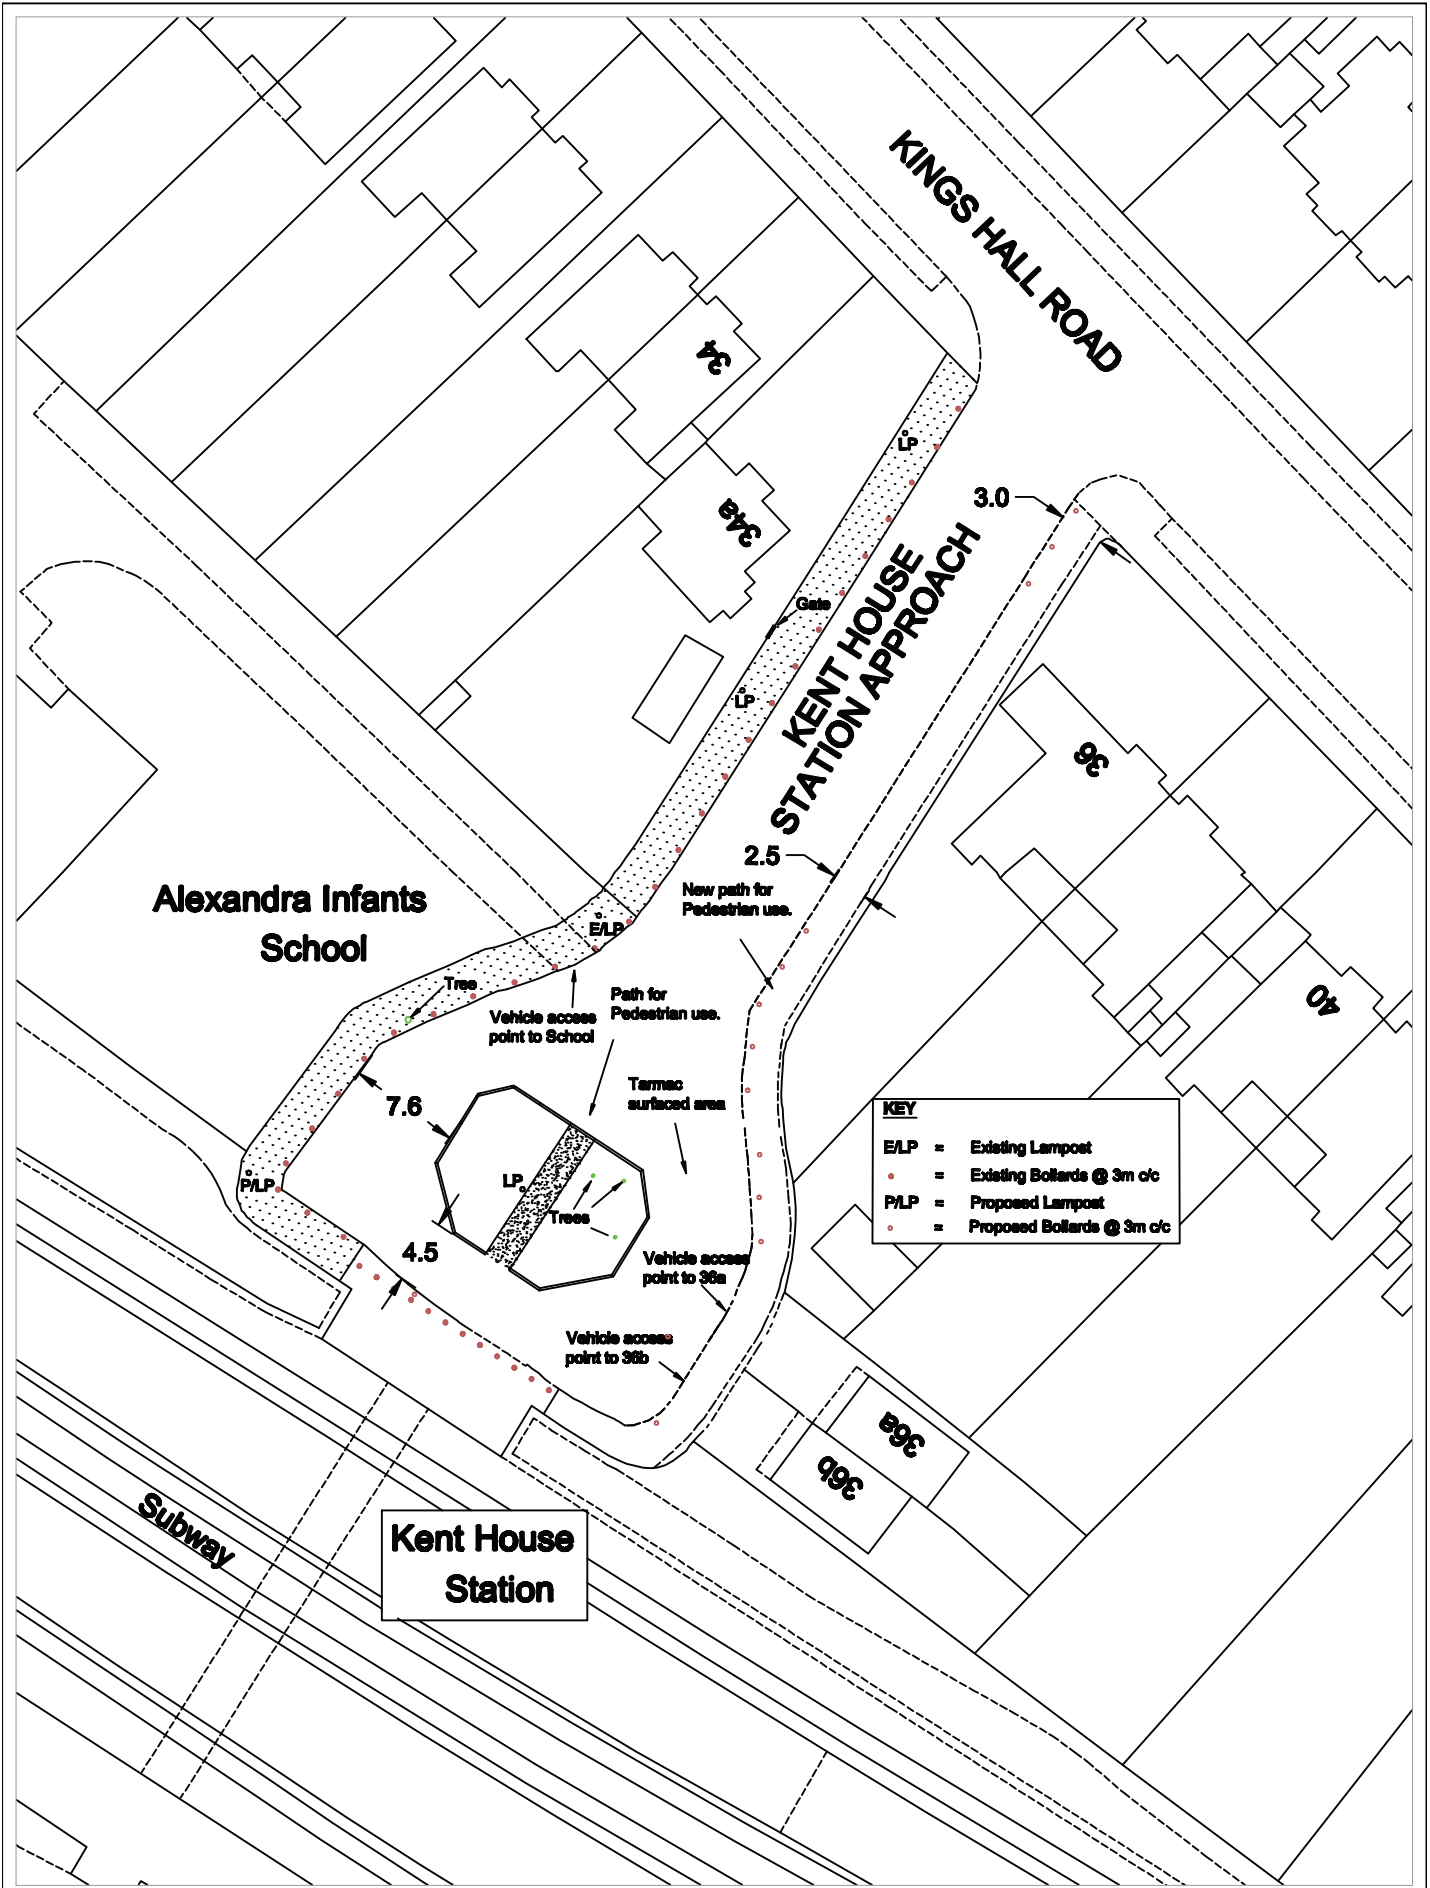 KINGS HALL ROAD
34
LP
34a
3.0
Gate
KENT HOUSE
STATION APPROACH
LP
36
2.5
New path for
Pedestrian use.
Alexandra Infants
School
E/LP
40
Tree
Path for
Pedestrian use.
Vehicle access
point to School
Tarmac
surfaced area
7.6
KEY
E/LP = Existing Lampost
= Existing Bollards @ 3m c/c
P/LP = Proposed Lampost
= Proposed Bollards @ 3m c/c
P/LP
LP
Trees
4.5
Vehicle access
point to 36a
Vehicle access
point to 36b
36a
36b
Subway
Kent House
Station